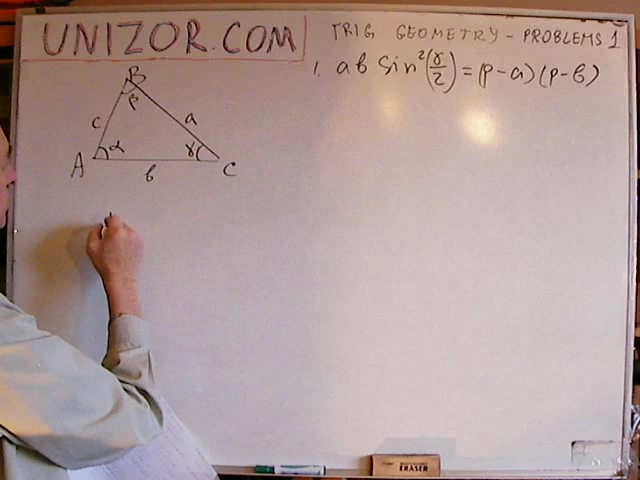 UNIZOR.COM
TRIG GEOMETRY - PROBLEMS 1
1. ab sin²(γ/2) = (p-a)(p-b)
B
β
c a
A α γ C
b
ERASER